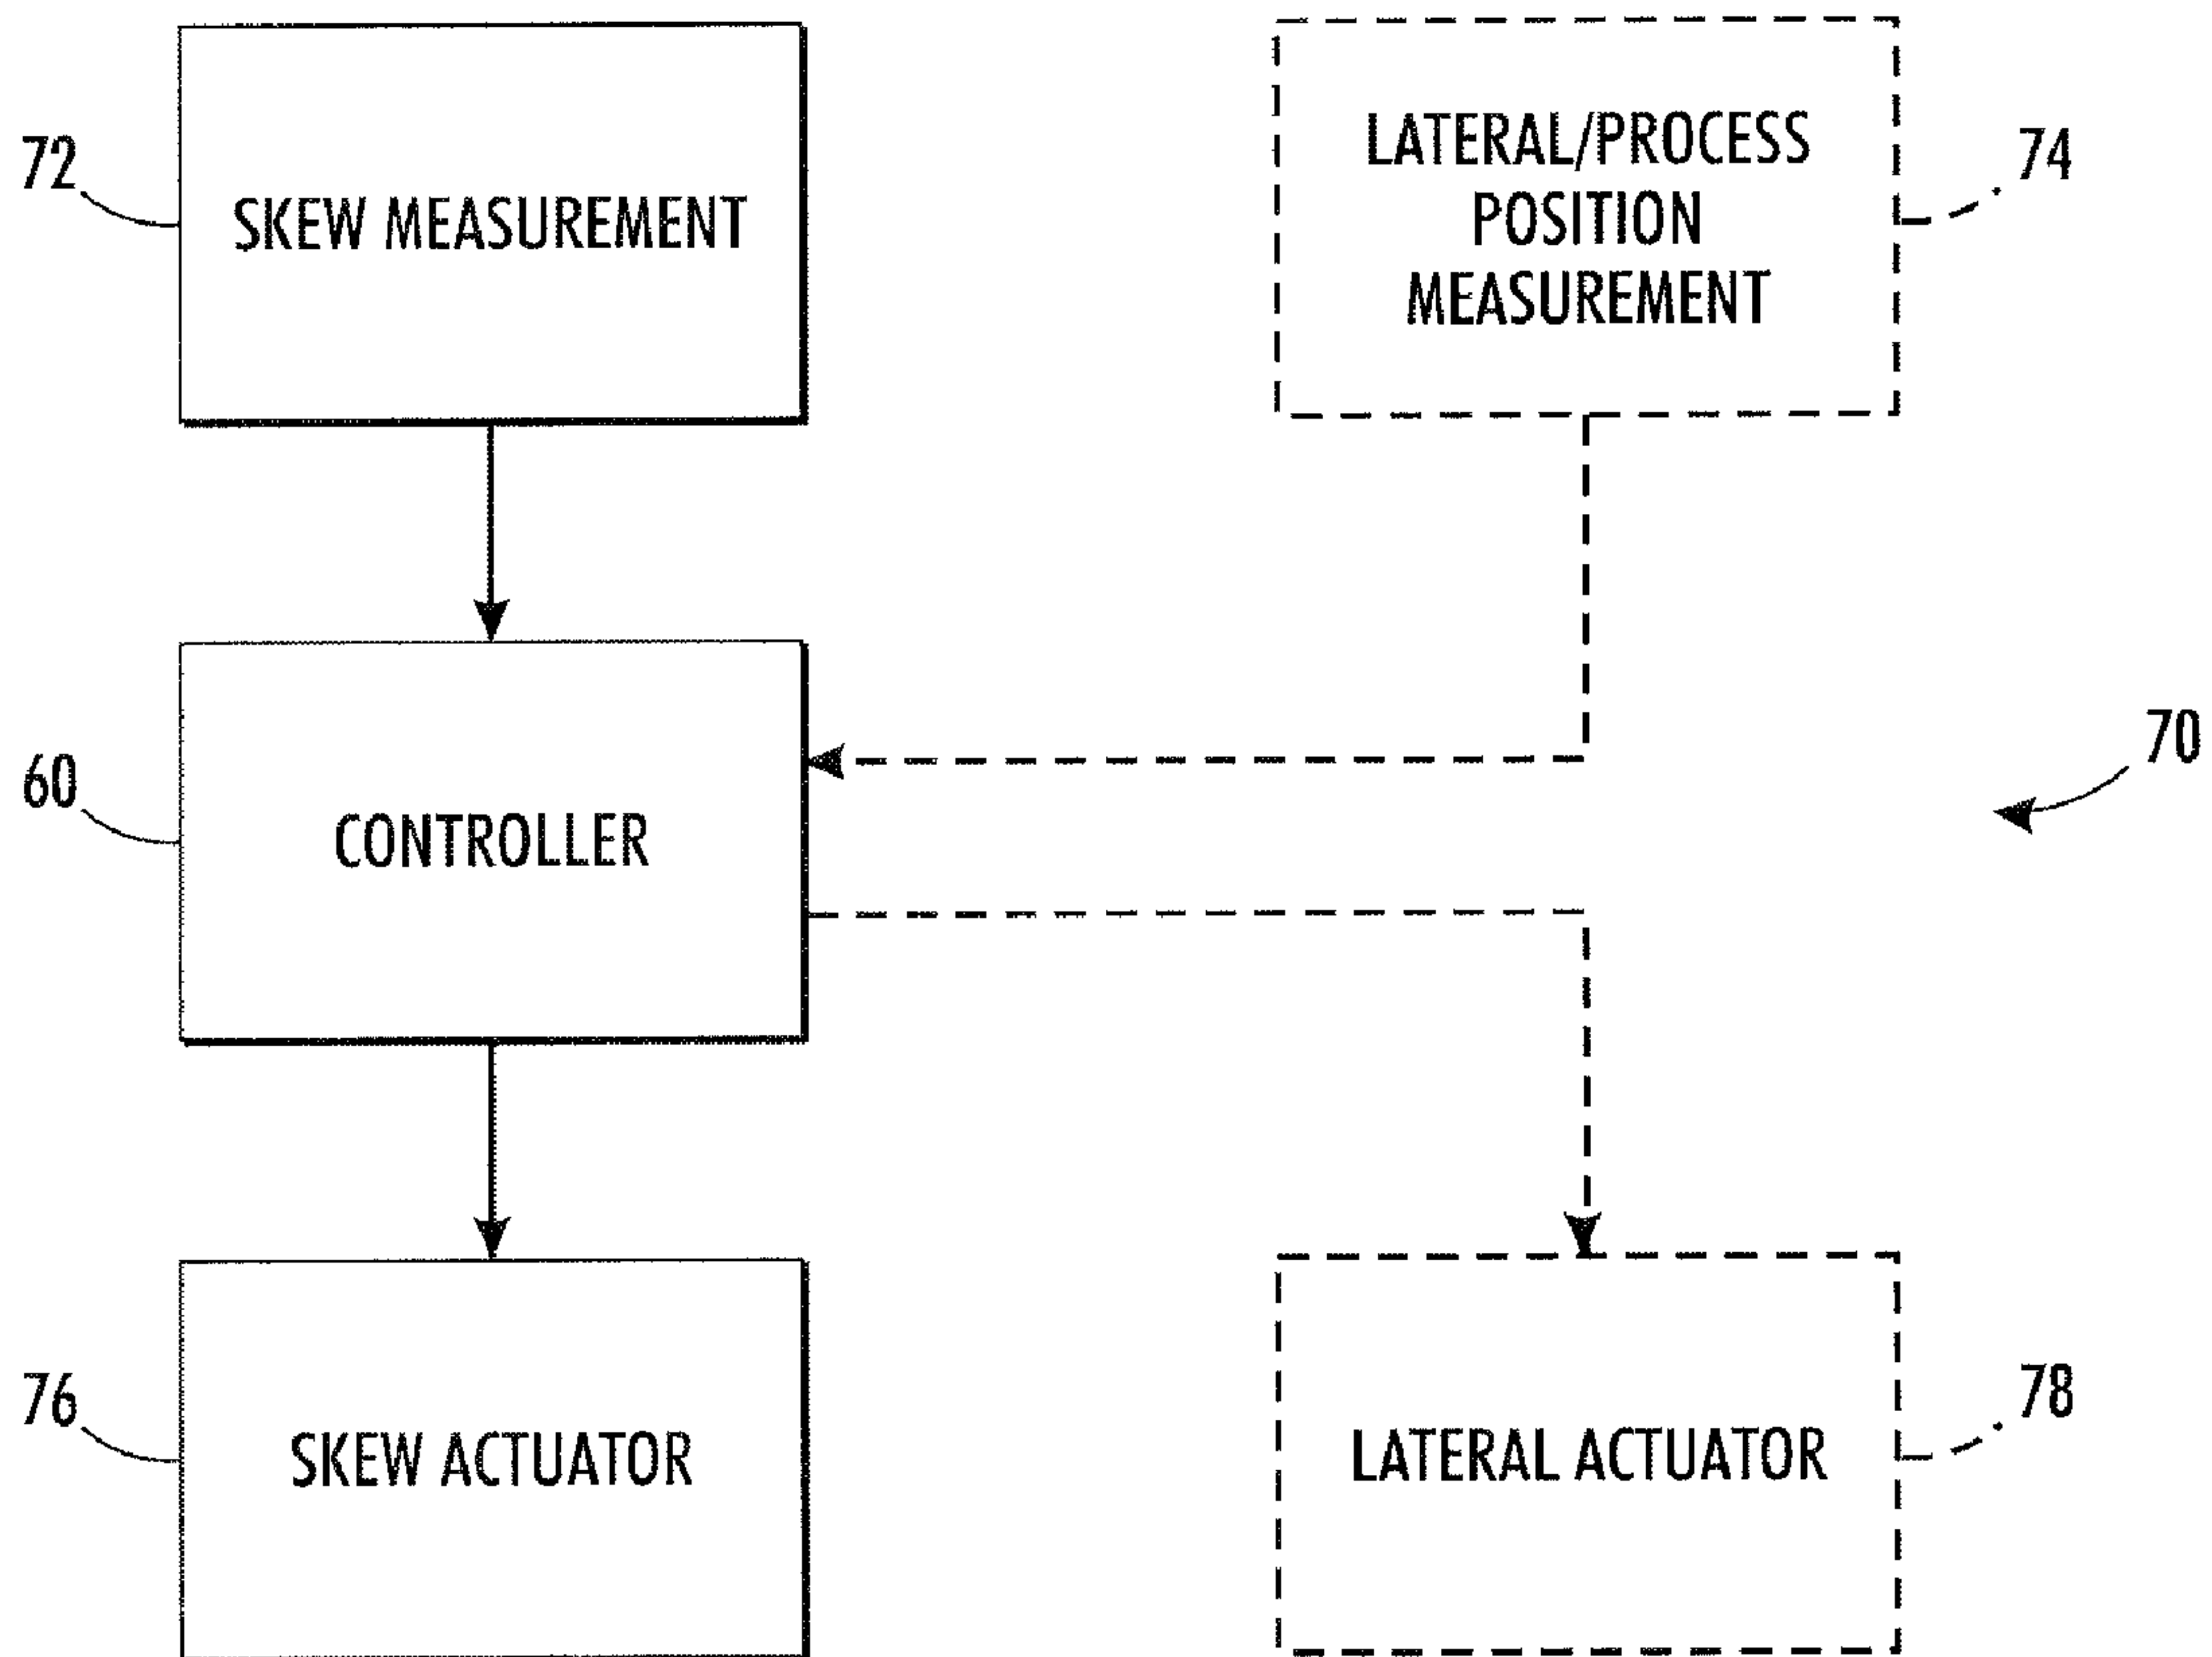 72
SKEW MEASUREMENT
LATERAL/PROCESS
POSITION
MEASUREMENT
74
60
CONTROLLER
70
76
SKEW ACTUATOR
LATERAL ACTUATOR
78